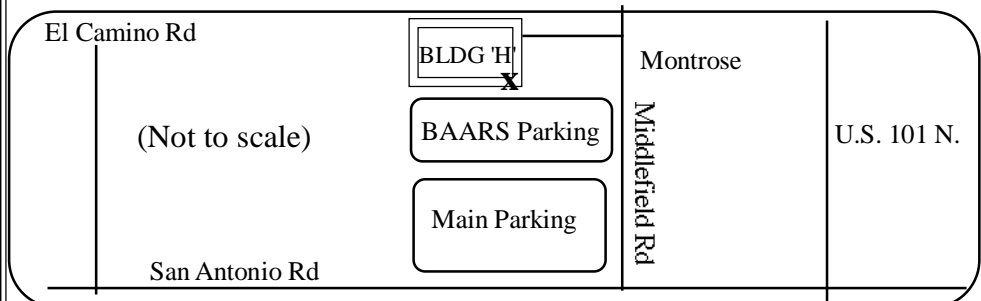 El Camino Rd
BLDG 'H'
X
Montrose
(Not to scale)
BAARS Parking
Middlefield Rd
U.S. 101 N.
Main Parking
San Antonio Rd